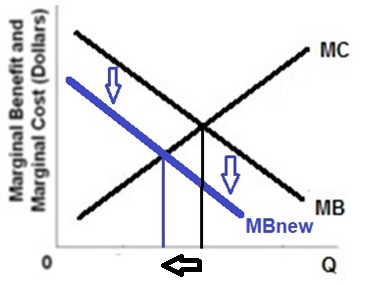 Marginal Benefit and
Marginal Cost (Dollars)
MC
MB
MBnew
0
Q